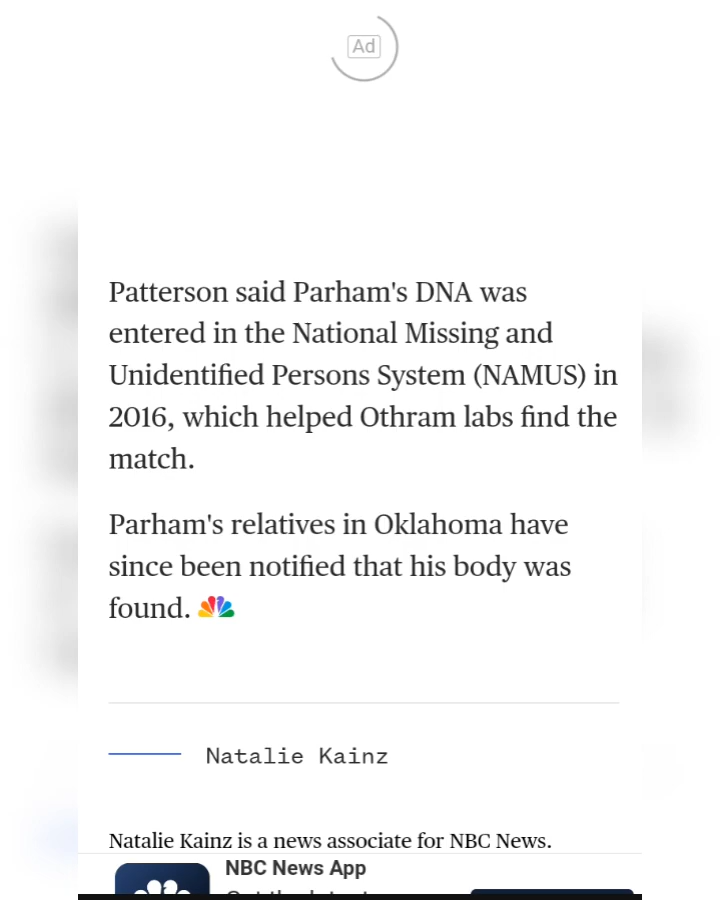 Ad
Patterson said Parham's DNA was
entered in the National Missing and
Unidentified Persons System (NAMUS) in
2016, which helped Othram labs find the
match.
Parham's relatives in Oklahoma have
since been notified that his body was
found.
Natalie Kainz
Natalie Kainz is a news associate for NBC News.
NBC News App